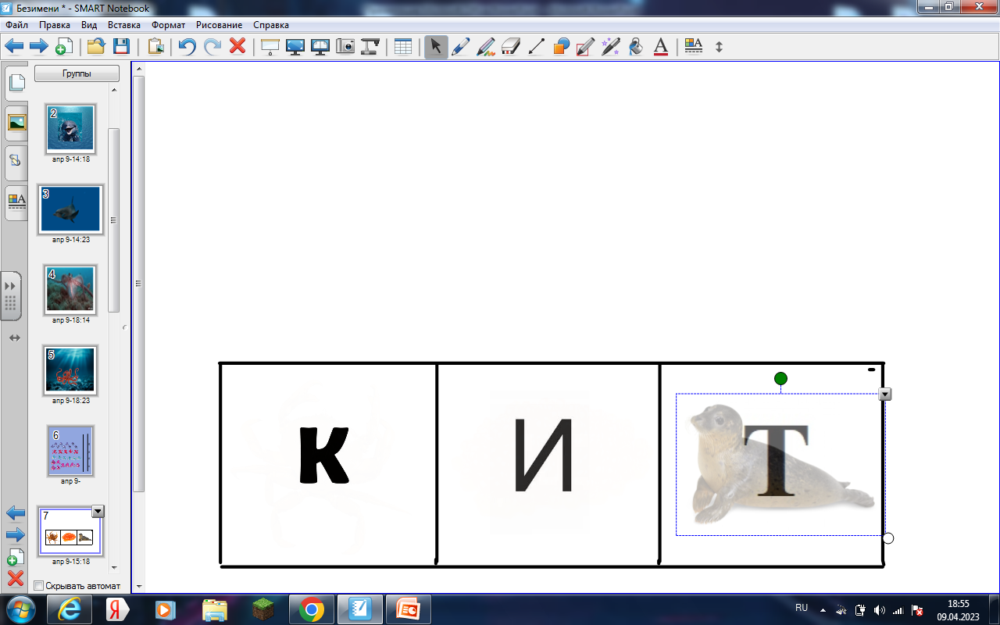 Безимени * - SMART Notebook
Файл Правка Вид Вставка Формат Рисование Справка
Группы
2
апр 9-14:18
3
апр 9-14:23
4
апр 9-18:14
5
апр 9-18:23
6
апр 9-
7
апр 9-15:18
Скрывать автомат
К И Т
RU
18:55
09.04.2023